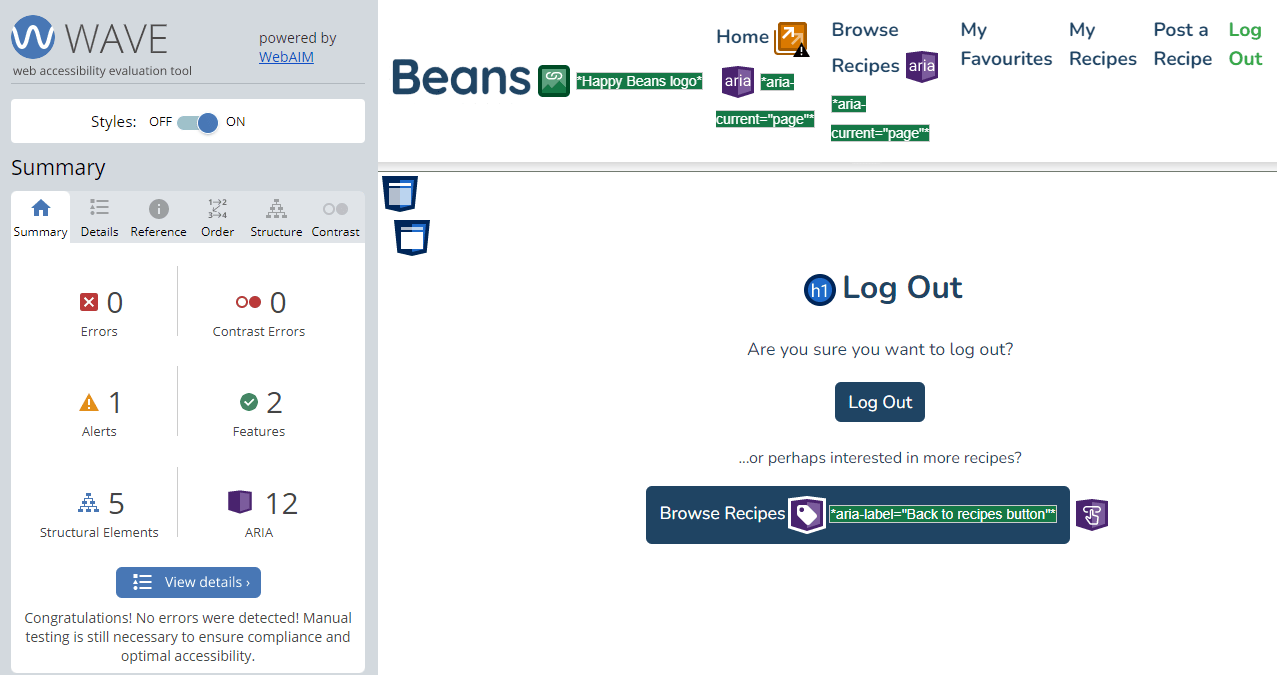 WAVE
web accessibility evaluation tool
powered by
WebAIM
Styles: OFF ON
Summary
Summary Details Reference Order Structure Contrast
0 0
Errors Contrast Errors
1 2
Alerts Features
5 12
Structural Elements ARIA
View details ›
Congratulations! No errors were detected! Manual
testing is still necessary to ensure compliance and
optimal accessibility.
Beans *Happy Beans logo*
Home
aria *aria-
current="page"*
Browse
Recipes aria
*aria-
current="page"*
My
Favourites
My
Recipes
Post a
Recipe
Log
Out
h1 Log Out
Are you sure you want to log out?
Log Out
...or perhaps interested in more recipes?
Browse Recipes *aria-label="Back to recipes button"*